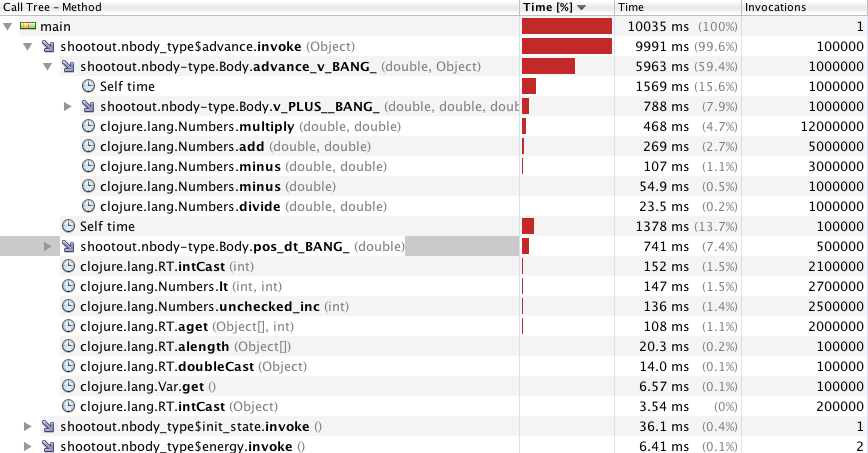 Call Tree – Method Time [%] Time Invocations
main 10035 ms (100%) 1
shootout.nbody_type$advance.invoke (Object) 9991 ms (99.6%) 100000
shootout.nbody-type.Body.advance_v_BANG_ (double, Object) 5963 ms (59.4%) 1000000
Self time 1569 ms (15.6%) 1000000
shootout.nbody-type.Body.v_PLUS__BANG_ (double, double, doub 788 ms (7.9%) 1000000
clojure.lang.Numbers.multiply (double, double) 468 ms (4.7%) 12000000
clojure.lang.Numbers.add (double, double) 269 ms (2.7%) 5000000
clojure.lang.Numbers.minus (double, double) 107 ms (1.1%) 3000000
clojure.lang.Numbers.minus (double) 54.9 ms (0.5%) 1000000
clojure.lang.Numbers.divide (double, double) 23.5 ms (0.2%) 1000000
Self time 1378 ms (13.7%) 100000
shootout.nbody-type.Body.pos_dt_BANG_ (double) 741 ms (7.4%) 500000
clojure.lang.RT.intCast (int) 152 ms (1.5%) 2100000
clojure.lang.Numbers.lt (int, int) 147 ms (1.5%) 2700000
clojure.lang.Numbers.unchecked_inc (int) 136 ms (1.4%) 2500000
clojure.lang.RT.aget (Object[], int) 108 ms (1.1%) 2000000
clojure.lang.RT.alength (Object[]) 20.3 ms (0.2%) 100000
clojure.lang.RT.doubleCast (Object) 14.0 ms (0.1%) 100000
clojure.lang.Var.get () 6.57 ms (0.1%) 100000
clojure.lang.RT.intCast (Object) 3.54 ms (0%) 200000
shootout.nbody_type$init_state.invoke () 36.1 ms (0.4%) 1
shootout.nbody_type$energy.invoke () 6.41 ms (0.1%) 2